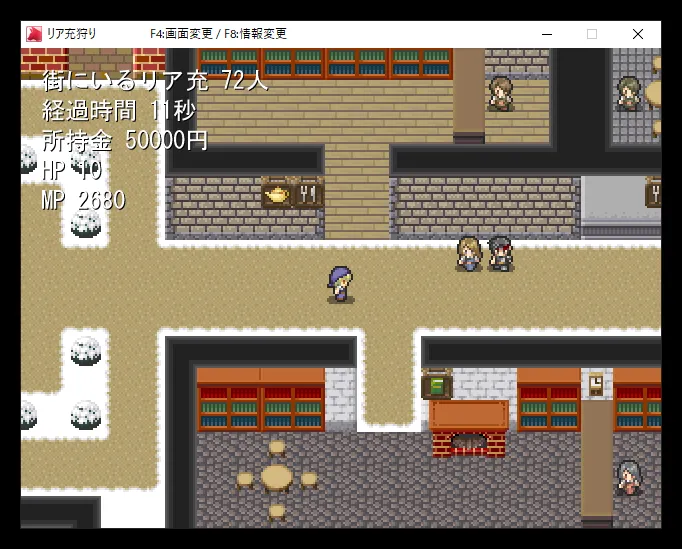 リア充狩り F4:画面変更 / F8:情報変更
街にいるリア充 72人
経過時間 11秒
所持金 50000円
HP 10
MP 2680